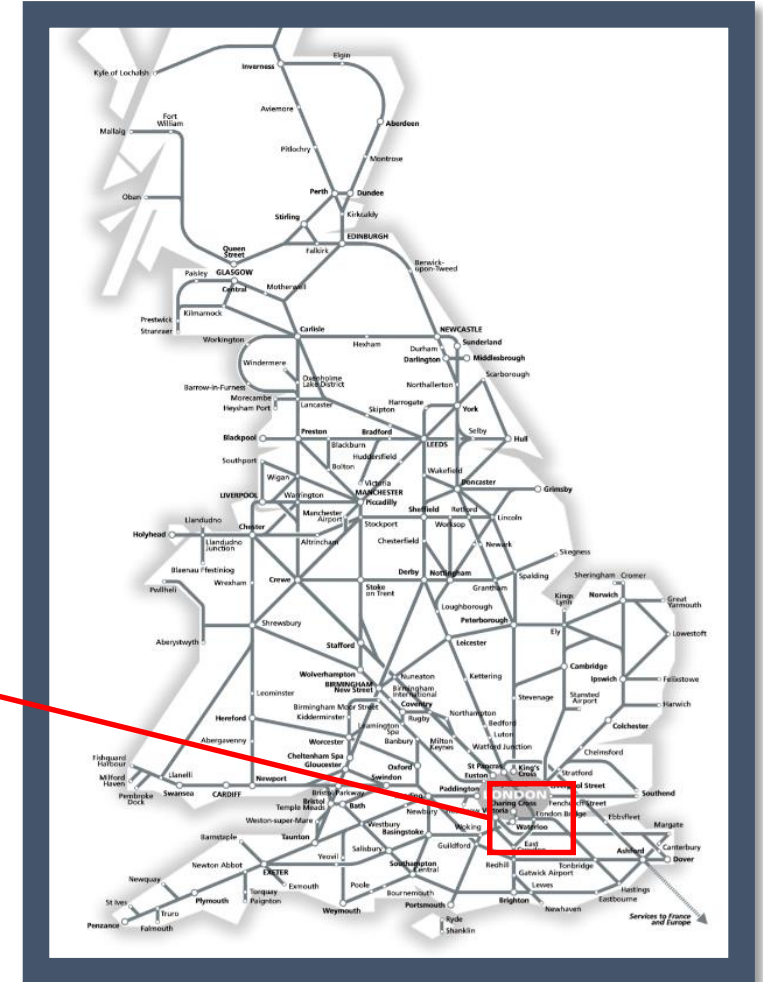 Elgin
Inverness
Kyle of Lochalsh
Aviemore
Fort
William
Mallaig
Aberdeen
Pitlochry
Montrose
Perth
Dundee
Oban
Stirling
Kirkcaldy
EDINBURGH
Queen
Street
Falkirk
Berwick-
upon-Tweed
Paisley
GLASGOW
Central
Motherwell
Kilmarnock
Prestwick
Stranraer
Carlisle
NEWCASTLE
Workington
Hexham
Sunderland
Durham
Darlington
Middlesbrough
Windermere
Scarborough
Oxenholme
Lake District
Northallerton
Barrow-in-Furness
Morecambe
Heysham Port
Lancaster
Harrogate
Skipton
York
Blackpool
Preston
Bradford
Selby
Hull
Blackburn
LEEDS
Huddersfield
Southport
Bolton
Wakefield
Wigan
Victoria
Doncaster
MANCHESTER
Piccadilly
LIVERPOOL
Warrington
Grimsby
Manchester
Airport
Sheffield
Retford
Stockport
Worksop
Lincoln
Llandudno
Chester
Holyhead
Llandudno
Junction
Altrincham
Chesterfield
Newark
Skegness
Blaenau Ffestiniog
Derby
Nottingham
Wrexham
Crewe
Stoke
on Trent
Grantham
Spalding
Sheringham
Cromer
Pwllheli
Kings
Lynn
Norwich
Great
Yarmouth
Loughborough
Shrewsbury
Peterborough
Ely
Lowestoft
Aberystwyth
Stafford
Leicester
Wolverhampton
Cambridge
BIRMINGHAM
New Street
Nuneaton
Kettering
Ipswich
Felixstowe
Birmingham
International
Leominster
Coventry
Stevenage
Stansted
Airport
Harwich
Birmingham Moor Street
Kidderminster
Rugby
Northampton
Hereford
Leamington
Spa
Bedford
Colchester
Worcester
Banbury
Milton
Keynes
Luton
Abergavenny
Watford Junction
Chelmsford
Cheltenham Spa
Gloucester
Fishguard
Harbour
Oxford
St Pancras
Euston
King's
Cross
Stratford
Milford
Haven
Llanelli
Swindon
Paddington
Liverpool Street
Pembroke
Dock
Swansea
CARDIFF
Newport
Bristol Parkway
LONDON
Southend
Bristol
Temple Meads
Bath
Charing Cross
Fenchurch Street
Newbury
Victoria
London Bridge
Ebbsfleet
Weston-super-Mare
Westbury
Basingstoke
Woking
Waterloo
Margate
Barnstaple
Taunton
Salisbury
Guildford
East
Croydon
Ashford
Canterbury
Yeovil
Newton Abbot
Southampton
Central
Redhill
Tonbridge
Dover
EXETER
Gatwick Airport
Newquay
Exmouth
Poole
Lewes
Hastings
Eastbourne
St Ives
Plymouth
Torquay
Paignton
Bournemouth
Portsmouth
Brighton
Newhaven
Truro
Weymouth
Penzance
Falmouth
Ryde
Shanklin
Services to France
and Europe